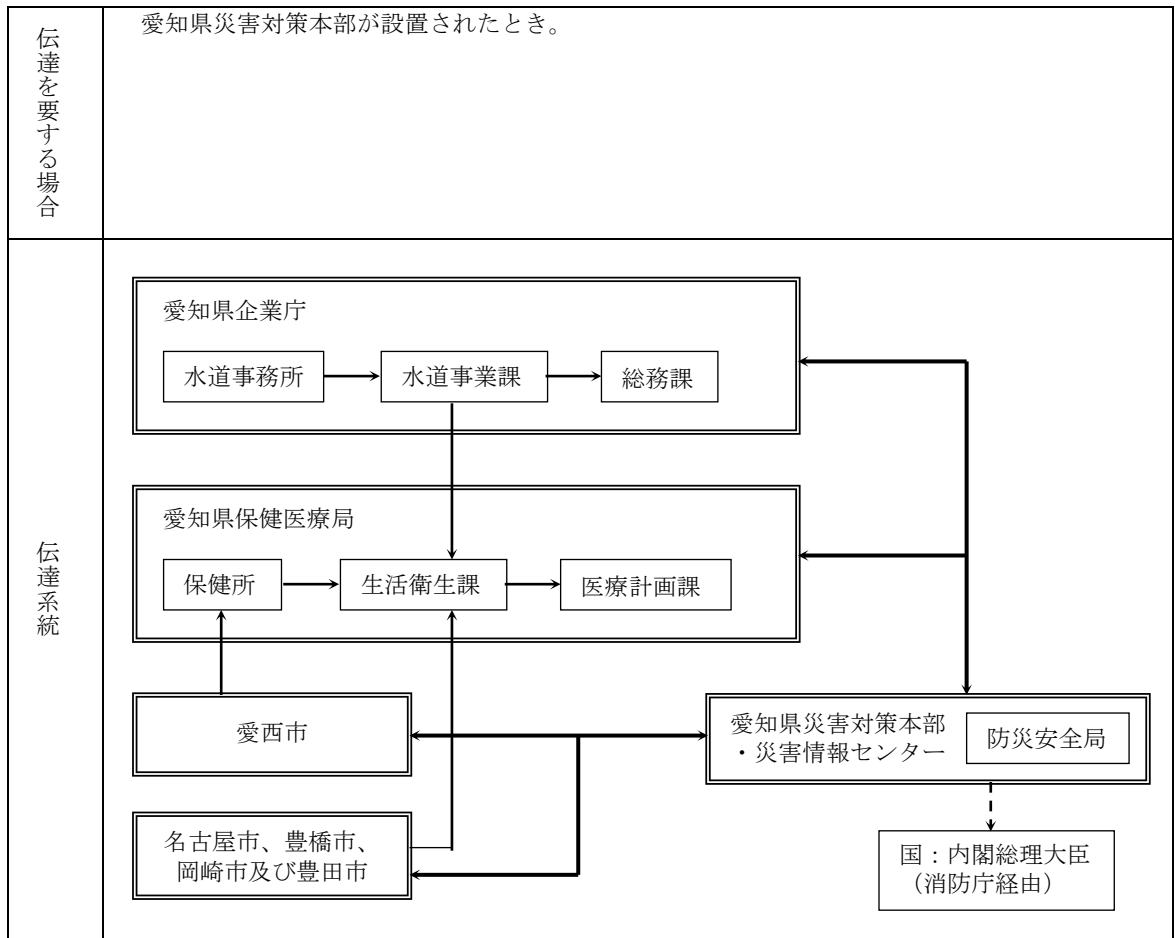 伝達を要する場合
愛知県災害対策本部が設置されたとき。
伝達系統
愛知県企業庁
水道事務所
水道事業課
総務課
愛知県保健医療局
保健所
生活衛生課
医療計画課
愛西市
愛知県災害対策本部
・災害情報センター
防災安全局
名古屋市、豊橋市、
岡崎市及び豊田市
国：内閣総理大臣
（消防庁経由）